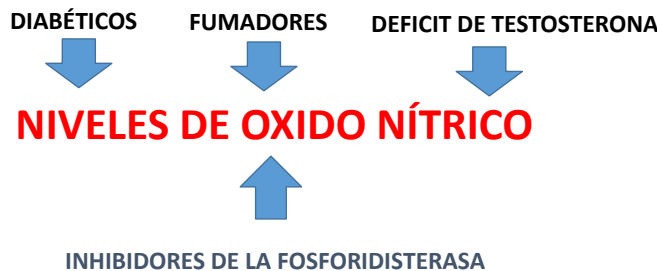 DIABÉTICOS FUMADORES DEFICIT DE TESTOSTERONA
NIVELES DE OXIDO NÍTRICO
INHIBIDORES DE LA FOSFORIDISTERASA